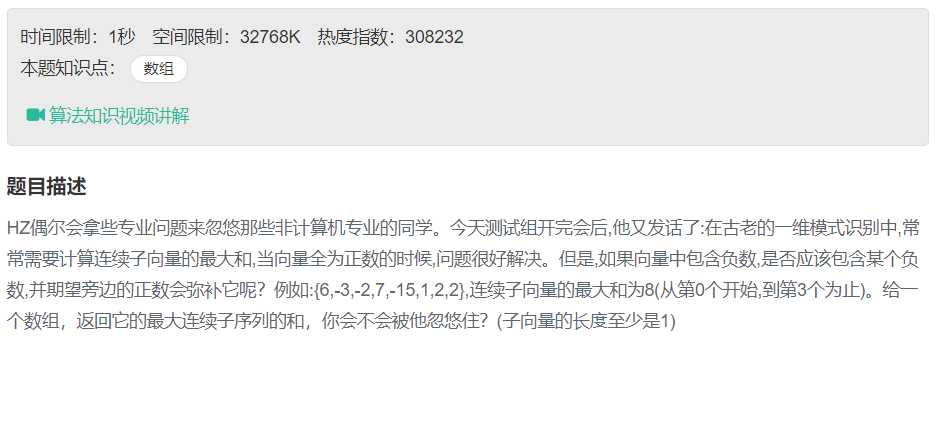 时间限制：1秒 空间限制：32768K 热度指数：308232
本题知识点： 数组
算法知识视频讲解
题目描述
HZ偶尔会拿些专业问题来忽悠那些非计算机专业的同学。今天测试组开完会后,他又发话了:在古老的一维模式识别中,常
常需要计算连续子向量的最大和,当向量全为正数的时候,问题很好解决。但是,如果向量中包含负数,是否应该包含某个负
数,并期望旁边的正数会弥补它呢？例如:{6,-3,-2,7,-15,1,2,2},连续子向量的最大和为8(从第0个开始,到第3个为止)。给一
个数组，返回它的最大连续子序列的和，你会不会被他忽悠住？(子向量的长度至少是1)